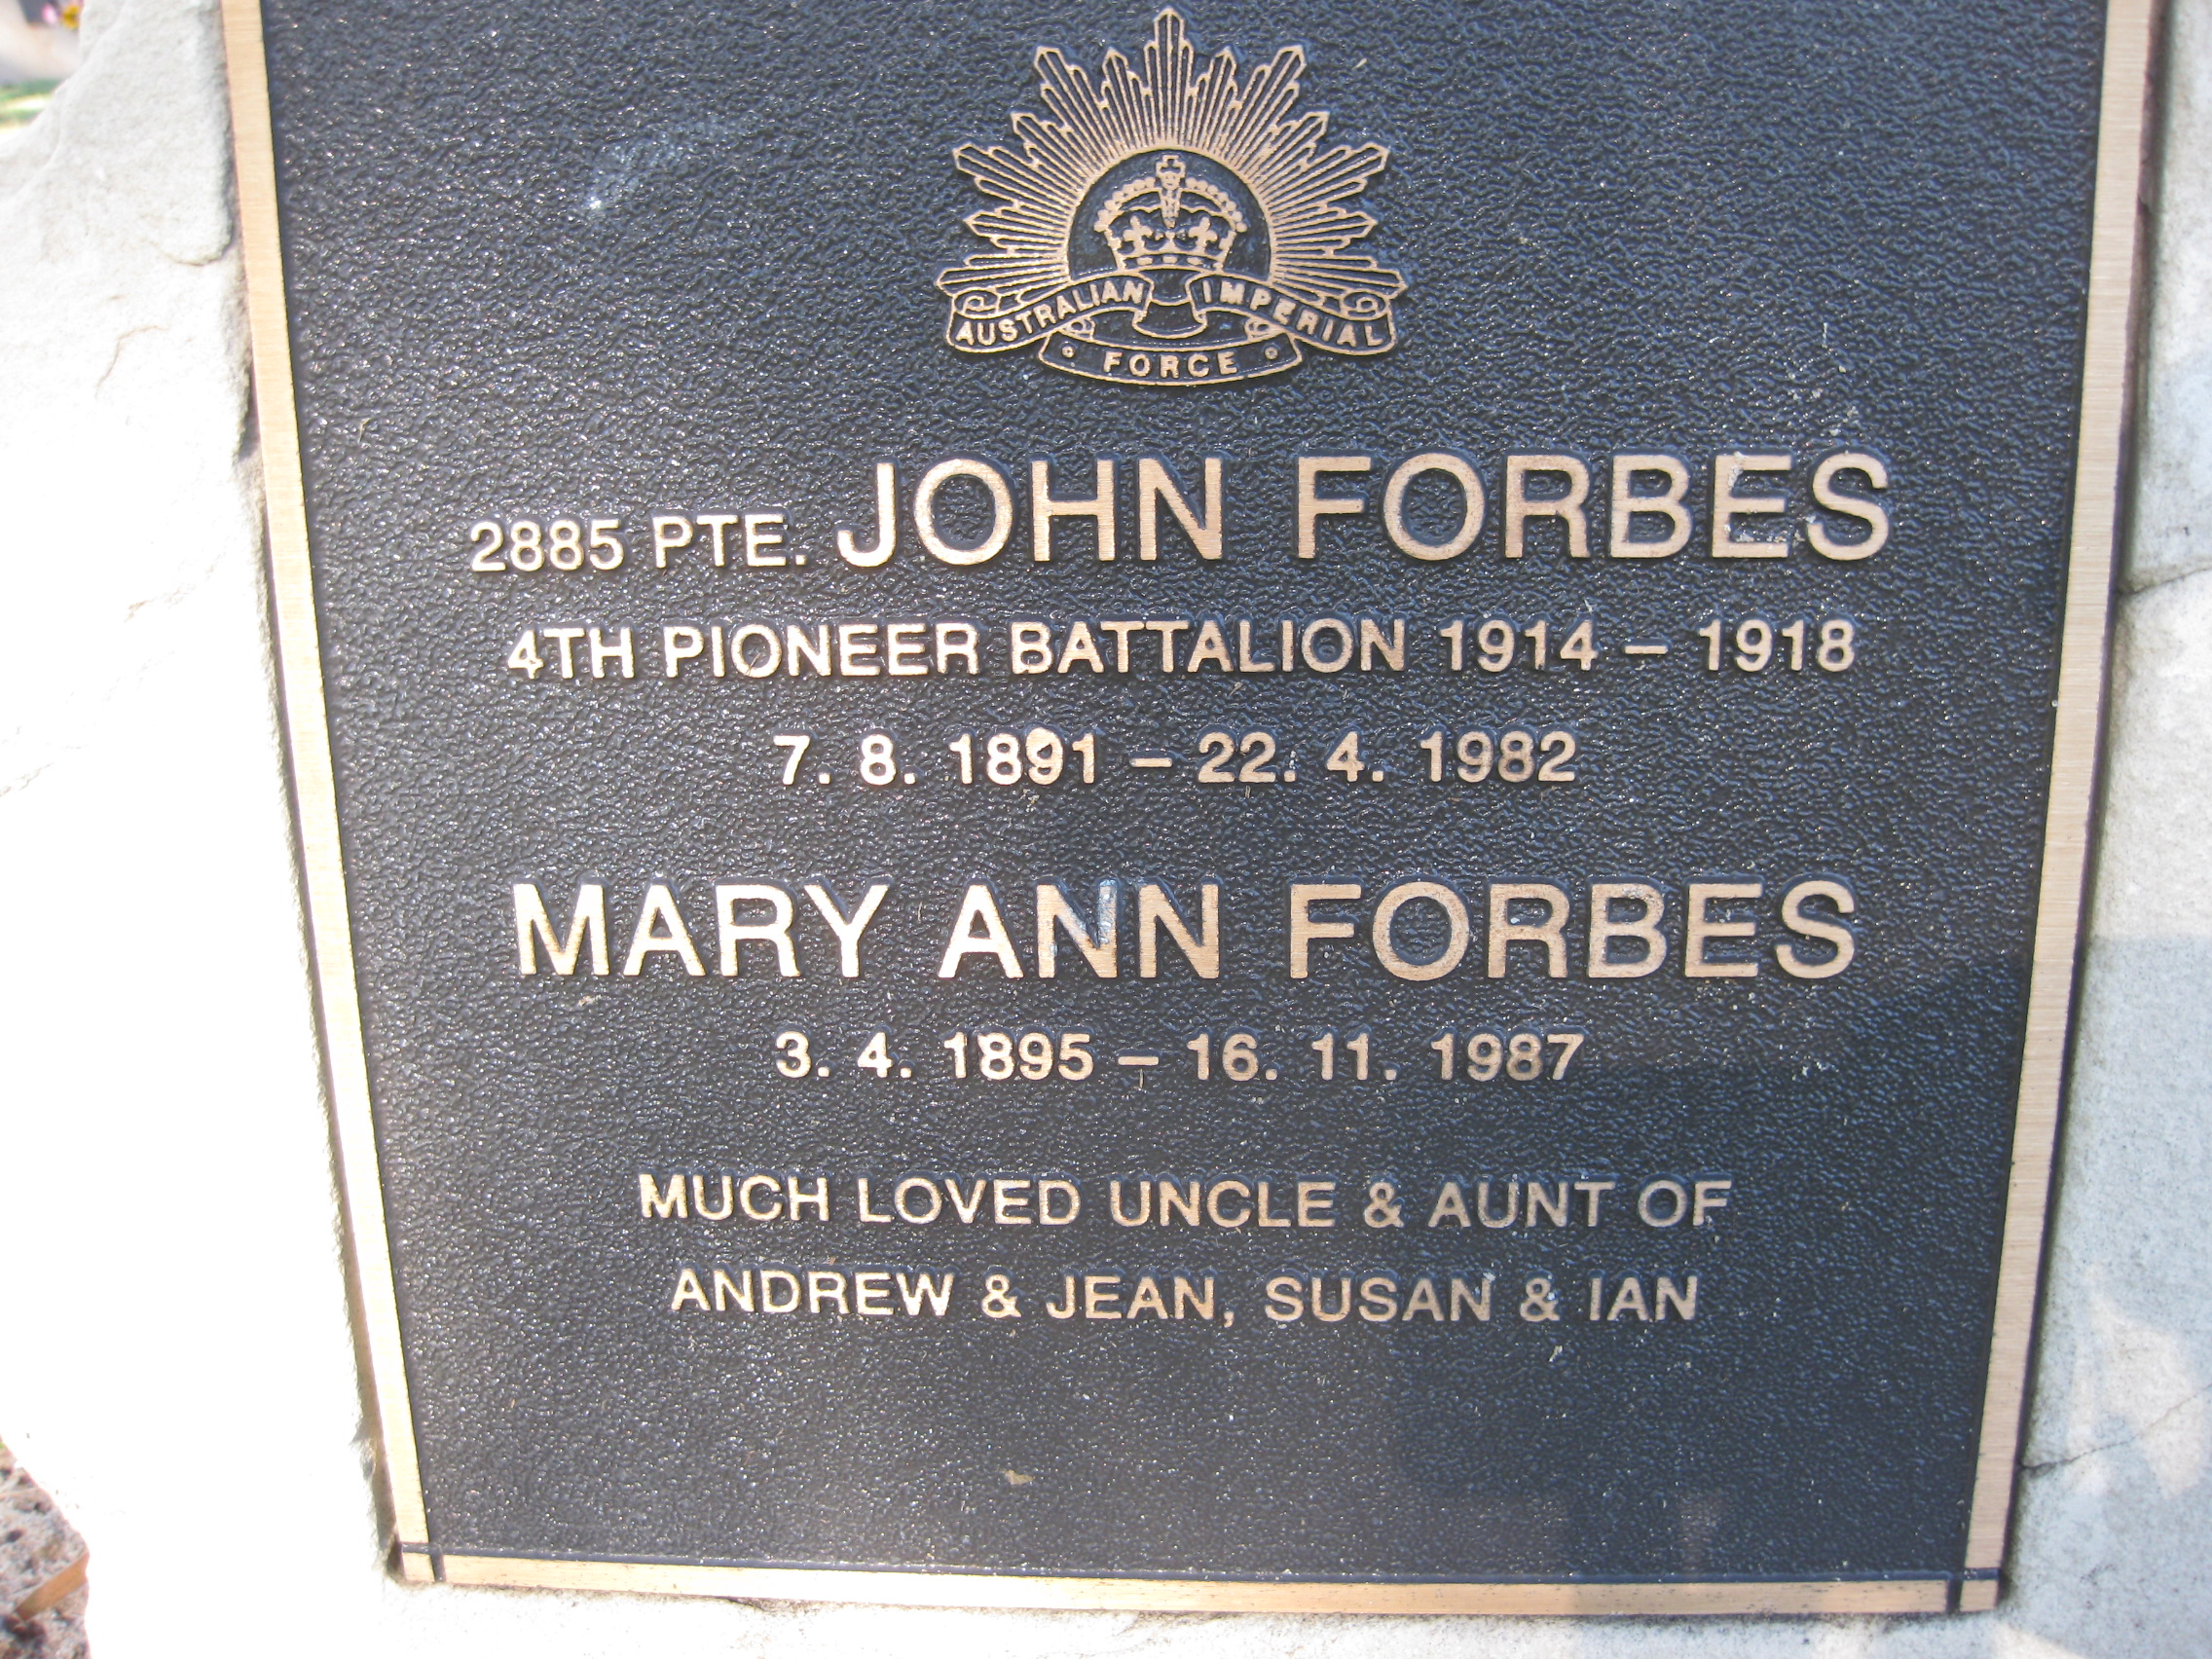 AUSTRALIAN IMPERIAL
FORCE
2885 PTE. JOHN FORBES
4TH PIONEER BATTALION 1914 – 1918
7. 8. 1891 – 22. 4. 1982
MARY ANN FORBES
3. 4. 1895 – 16. 11. 1987
MUCH LOVED UNCLE & AUNT OF
ANDREW & JEAN, SUSAN & IAN